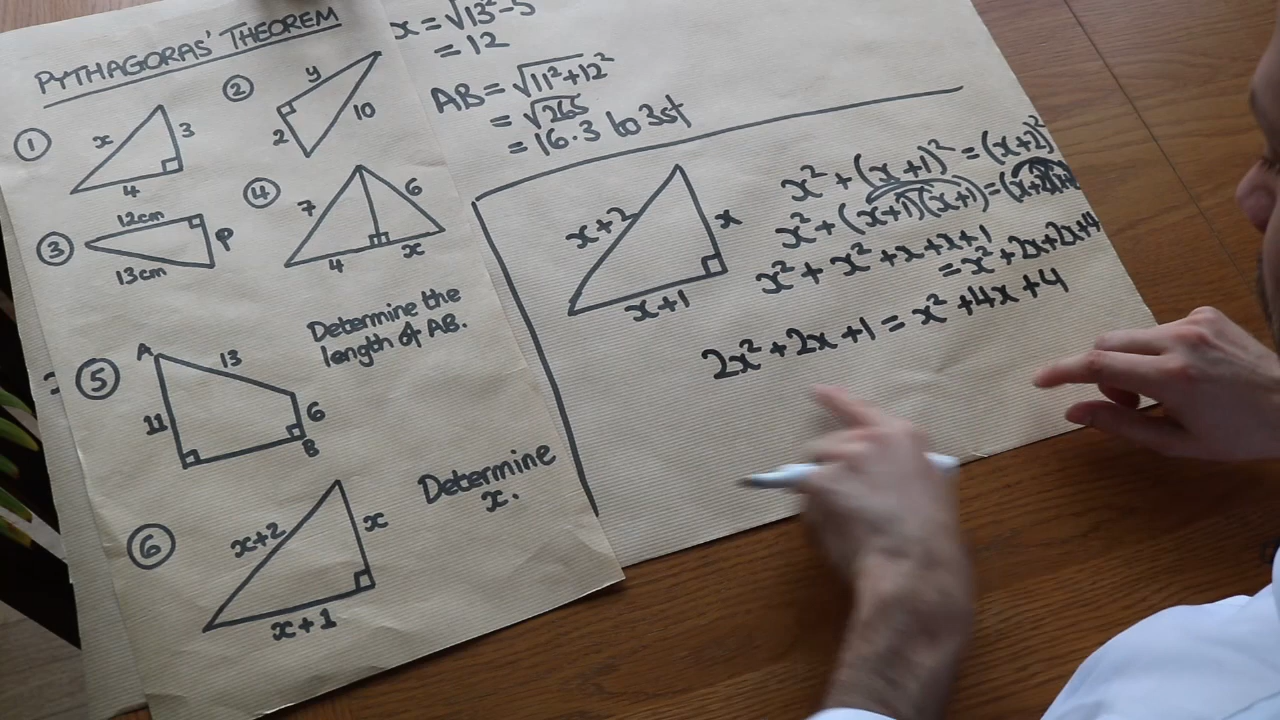 PYTHAGORAS' THEOREM
①
x
3
4
②
y
2
10
③
12cm
13cm
P
④
7
6
4
x
⑤
Determine the
length of AB.
A
13
11
6
B
⑥
Determine
x.
x+2
x
x+1
x = √13²-5
= 12
AB = √11²+12²
= √265
= 16.3 to 3sf
x+2
x
x+1
x² + (x+1)² = (x+2)²
x² + (x+1)(x+1) = (x+2)
x² + x² + x + x + 1
= x² + 2x + 2x + 4
2x² + 2x + 1 = x² + 4x + 4